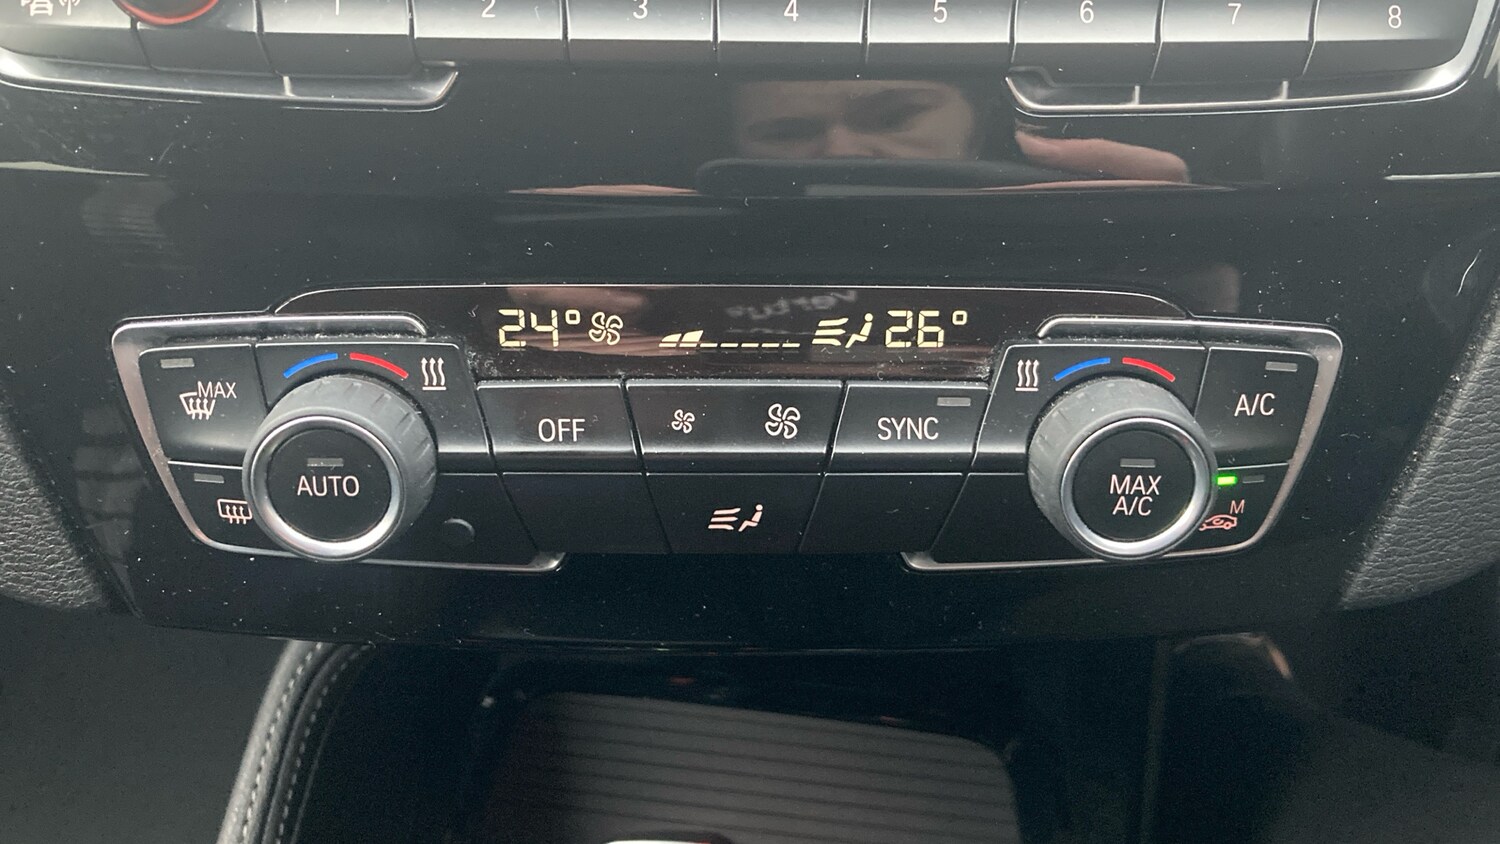 1 2 3 4 5 6 7 8
24° 26°
MAX
OFF
SYNC
A/C
AUTO
MAX
A/C
M